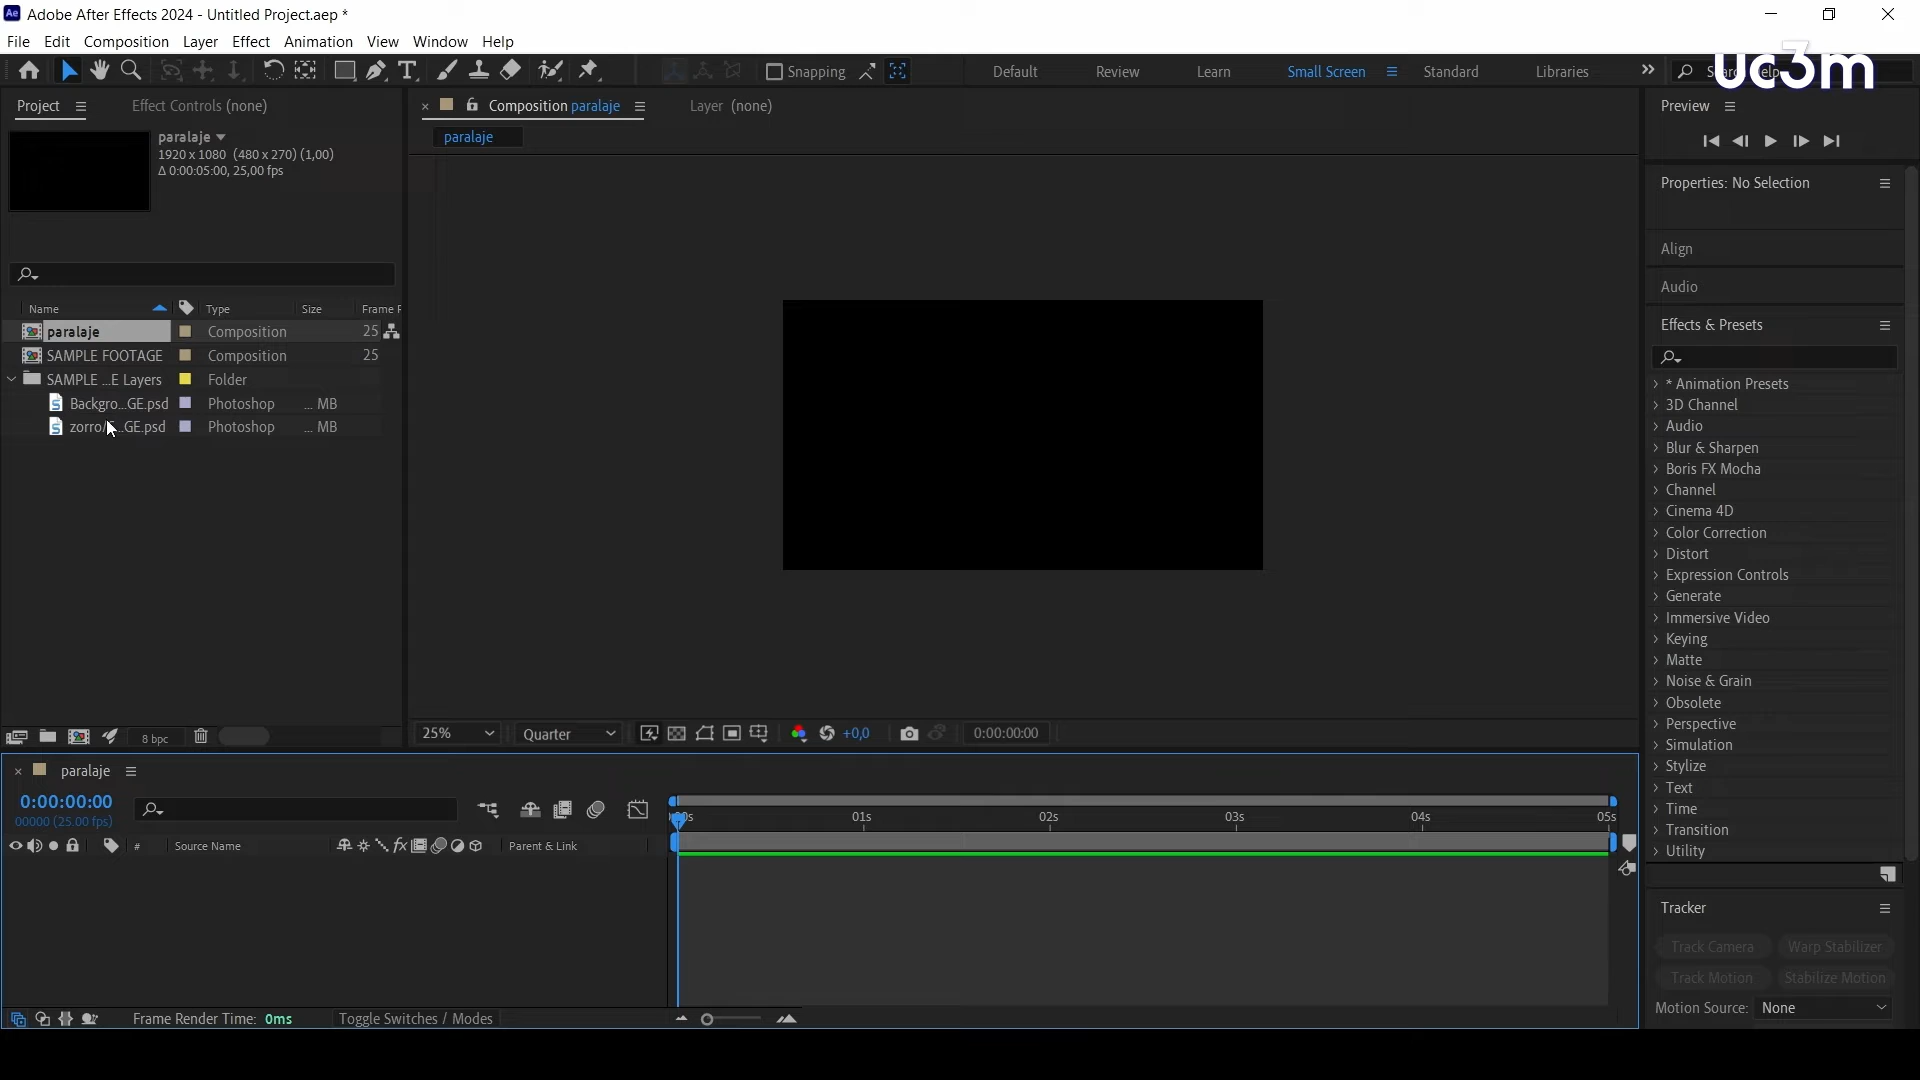 Adobe After Effects 2024 - Untitled Project.aep *
File Edit Composition Layer Effect Animation View Window Help
Snapping Default Review Learn Small Screen Standard Libraries
uc3m
Project Effect Controls (none)
Composition paralaje Layer (none)
Preview
paralaje
paralaje
1920 x 1080 (480 x 270) (1,00)
Δ 0:00:05:00, 25,00 fps
Properties: No Selection
Align
Audio
Name Type Size Frame F
paralaje Composition 25
SAMPLE FOOTAGE Composition 25
SAMPLE ...E Layers Folder
Backgro...GE.psd Photoshop ... MB
zorro/ ...GE.psd Photoshop ... MB
Effects & Presets
* Animation Presets
3D Channel
Audio
Blur & Sharpen
Boris FX Mocha
Channel
Cinema 4D
Color Correction
Distort
Expression Controls
Generate
Immersive Video
Keying
Matte
Noise & Grain
Obsolete
Perspective
Simulation
Stylize
Text
Time
Transition
Utility
8 bpc
25% Quarter +0,0 0:00:00:00
paralaje
0:00:00:00
00000 (25.00 fps)
01s 02s 03s 04s 05s
# Source Name fx Parent & Link
Frame Render Time: 0ms Toggle Switches / Modes
Tracker
Track Camera Warp Stabilizer
Track Motion Stabilize Motion
Motion Source: None